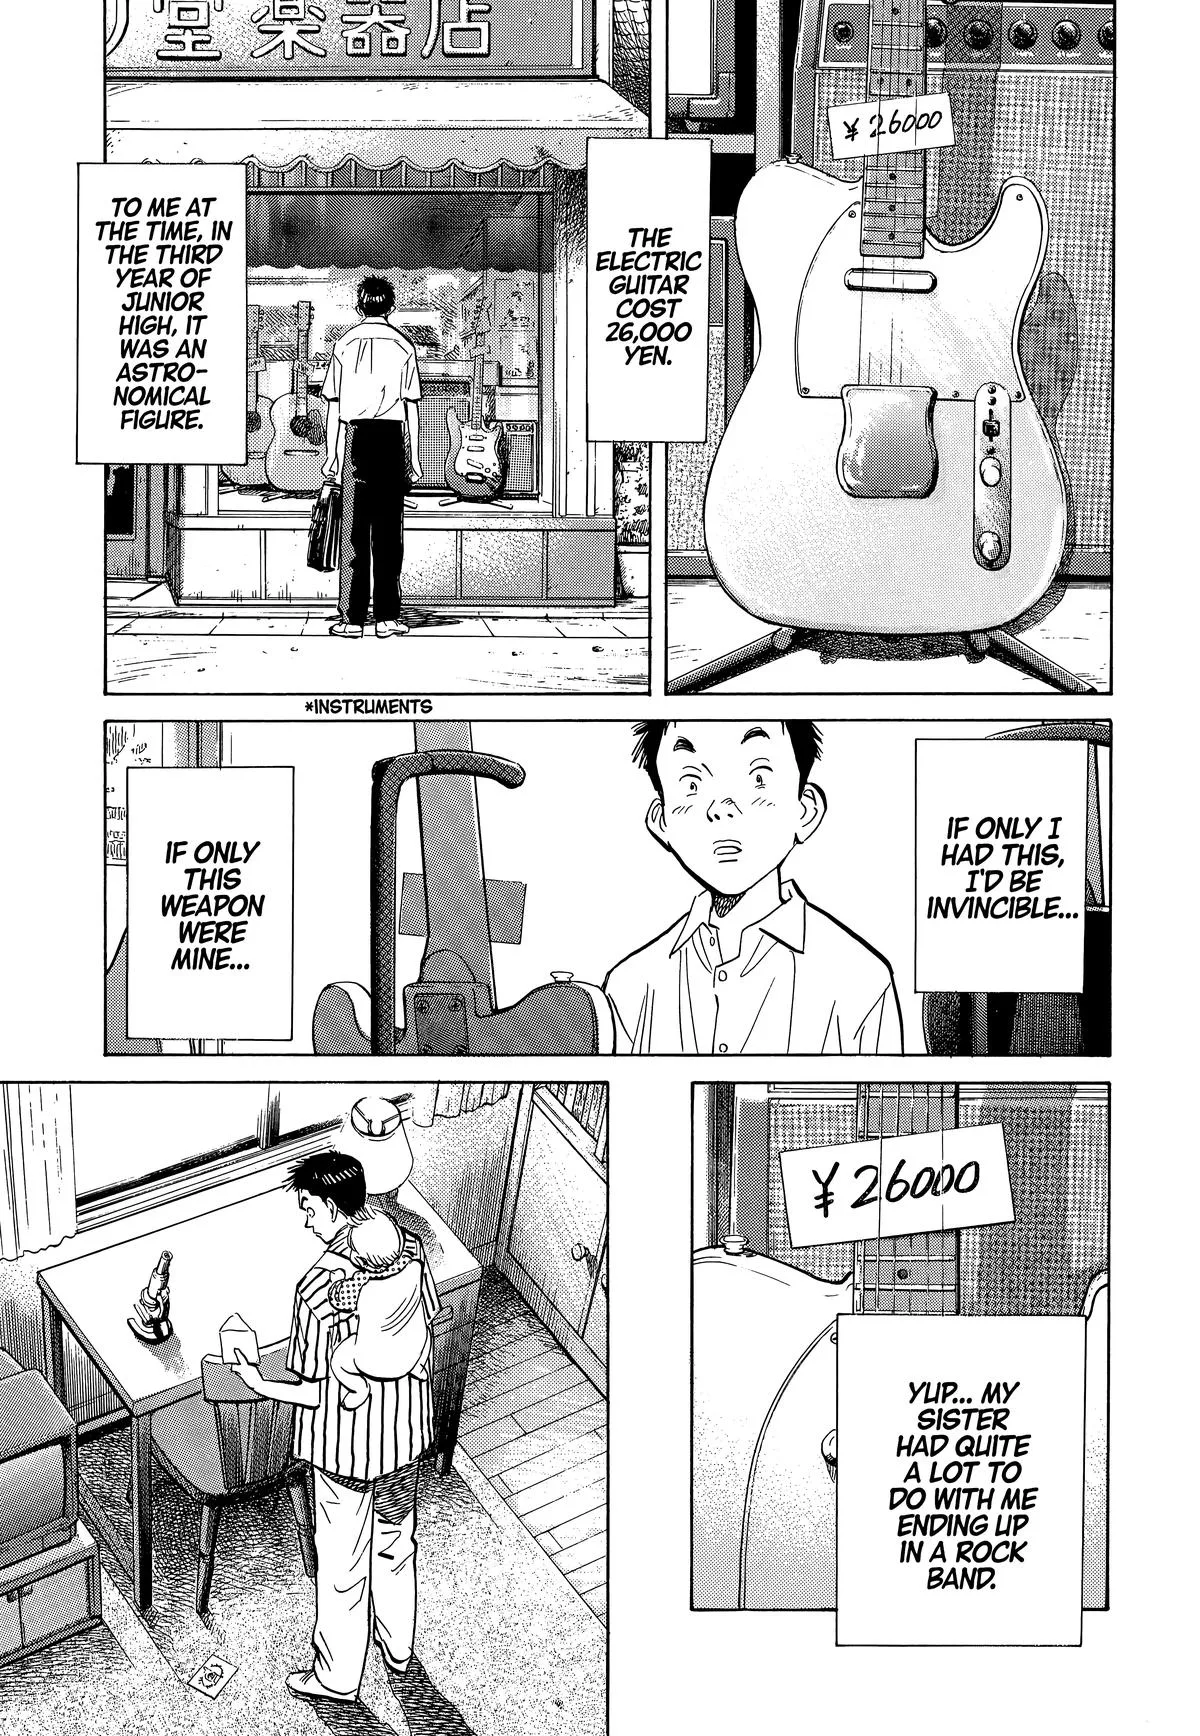 ¥26000
THE
ELECTRIC
GUITAR
COST
26,000
YEN.
堂楽器店
TO ME AT
THE TIME, IN
THE THIRD
YEAR OF
JUNIOR
HIGH, IT
WAS AN
ASTRO-
NOMICAL
FIGURE.
*INSTRUMENTS
IF ONLY I
HAD THIS,
I'D BE
INVINCIBLE...
IF ONLY
THIS
WEAPON
WERE
MINE...
¥26000
YUP... MY
SISTER
HAD QUITE
A LOT TO
DO WITH ME
ENDING UP
IN A ROCK
BAND.